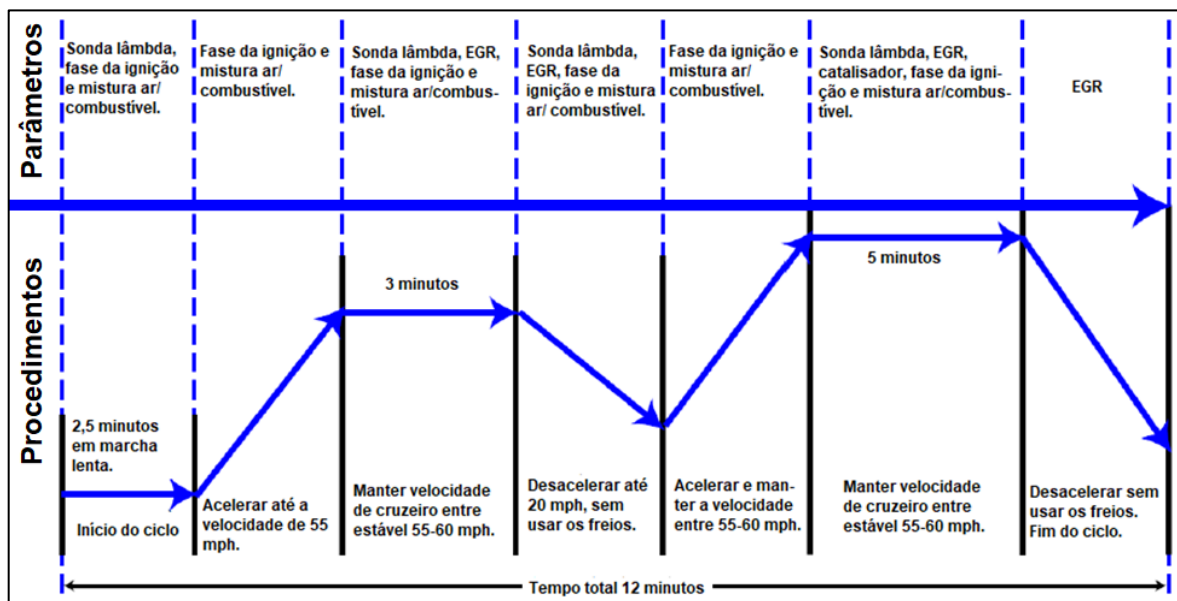 Parâmetros
Sonda lâmbda,
fase da ignição
e mistura ar/
combustível.
Fase da ignição e
mistura ar/
combustível.
Sonda lâmbda, EGR,
fase da ignição e
mistura ar/combus-
tível.
Sonda lâmbda,
EGR, fase da
ignição e mistura
ar/ combustível.
Fase da ignição e
mistura ar/
combustível.
Sonda lâmbda, EGR,
catalisador, fase da igni-
ção e mistura ar/combus-
tível.
EGR
Procedimentos
2,5 minutos
em marcha
lenta.
Início do ciclo
Acelerar até a
velocidade de 55
mph.
3 minutos
Manter velocidade
de cruzeiro entre
estável 55-60 mph.
Desacelerar até
20 mph, sem
usar os freios.
Acelerar e man-
ter a velocidade
entre 55-60 mph.
5 minutos
Manter velocidade
de cruzeiro entre
estável 55-60 mph.
Desacelerar sem
usar os freios.
Fim do ciclo.
Tempo total 12 minutos